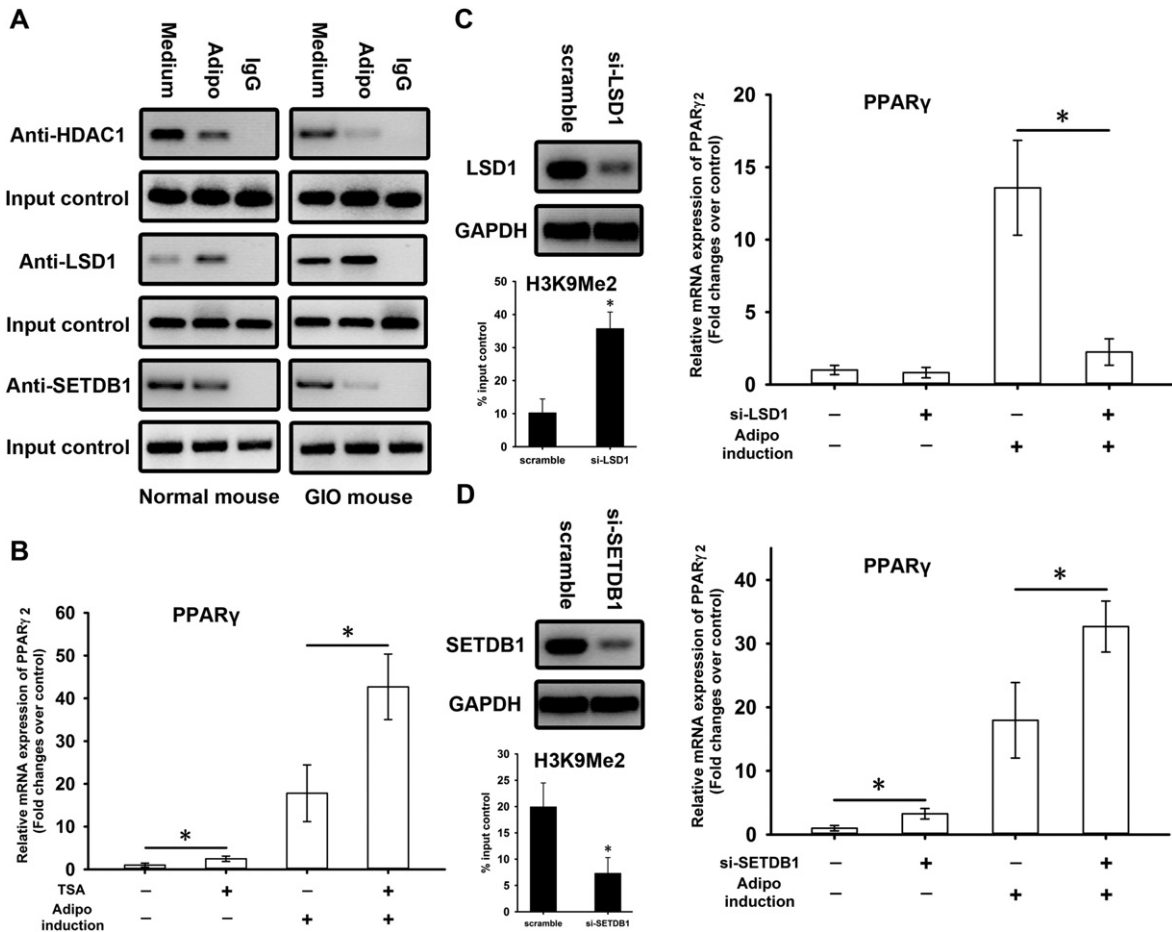 A
Medium Adipo IgG Medium Adipo IgG
Anti-HDAC1
Input control
Anti-LSD1
Input control
Anti-SETDB1
Input control
Normal mouse GIO mouse
B
PPARγ
Relative mRNA expression of PPARγ2
(Fold changes over control)
60
50
40
30
20
10
0
*
*
TSA − + − +
Adipo
induction − − + +
C
scramble si-LSD1
LSD1
GAPDH
H3K9Me2
% input control
50
40
30
20
10
0
*
scramble si-LSD1
PPARγ
Relative mRNA expression of PPARγ2
(Fold changes over control)
20
15
10
5
0
*
si-LSD1 − + − +
Adipo
induction − − + +
D
scramble si-SETDB1
SETDB1
GAPDH
H3K9Me2
% input control
30
25
20
15
10
5
0
*
scramble si-SETDB1
PPARγ
Relative mRNA expression of PPARγ2
(Fold changes over control)
40
30
20
10
0
*
*
si-SETDB1 − + − +
Adipo
induction − − + +